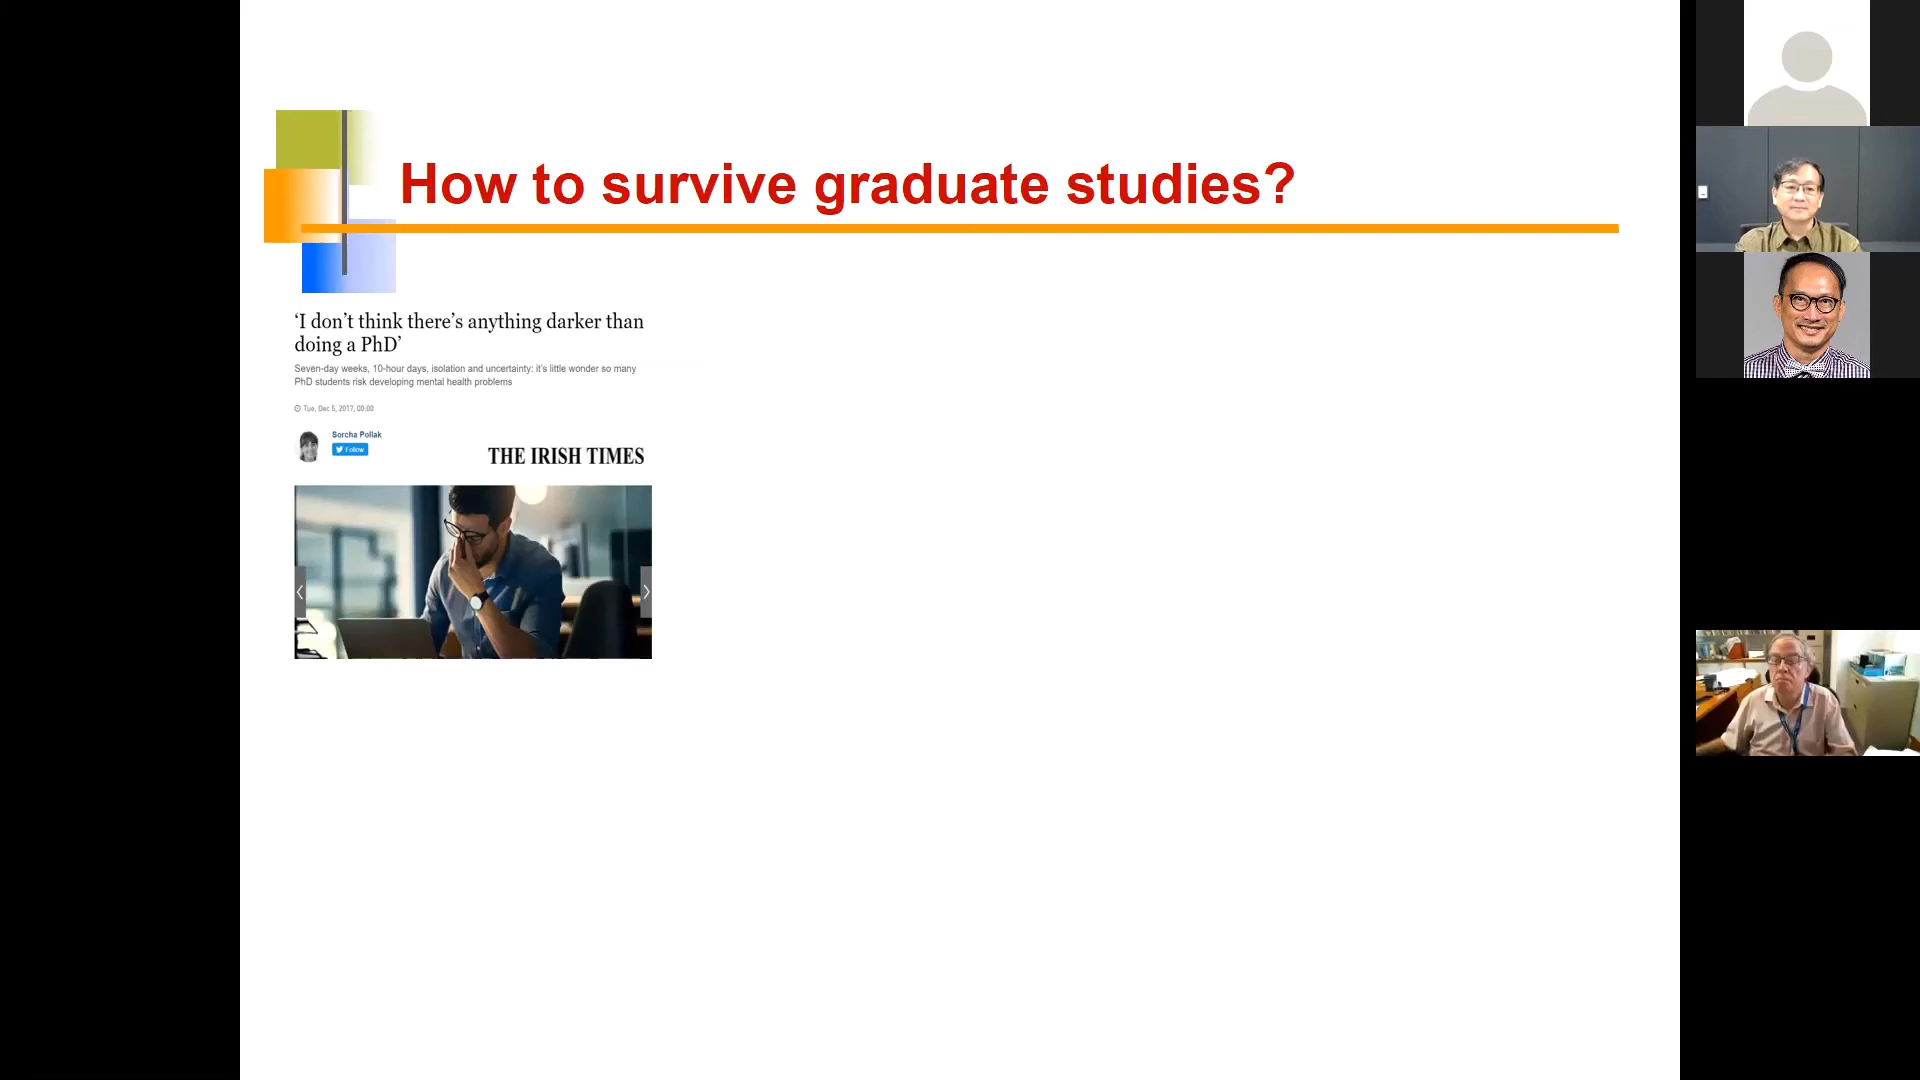 How to survive graduate studies?
‘I don’t think there’s anything darker than
doing a PhD’
Seven-day weeks, 10-hour days, isolation and uncertainty: it’s little wonder so many
PhD students risk developing mental health problems
Tue, Dec 5, 2017, 00:00
Sorcha Pollak
Follow
THE IRISH TIMES